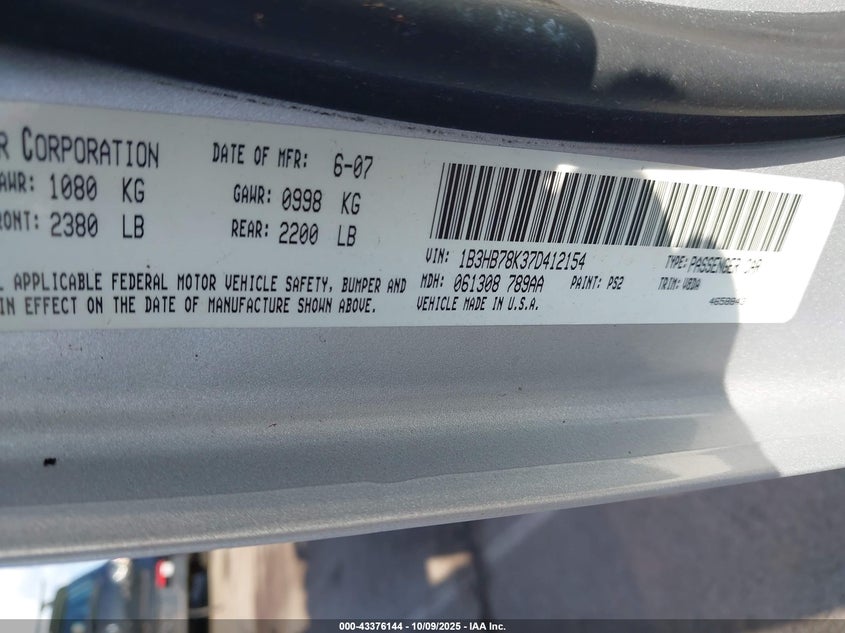 R CORPORATION DATE OF MFR: 6-07
AWR: 1080 KG GAWR: 0998 KG
RONT: 2380 LB REAR: 2200 LB
VIN: 1B3HB78K37D412154 TYPE: PASSENGER CAR
MDH: 061308 789AA PAINT: PS2 TRIM: V8DA
L APPLICABLE FEDERAL MOTOR VEHICLE SAFETY, BUMPER AND
IN EFFECT ON THE DATE OF MANUFACTURE SHOWN ABOVE. VEHICLE MADE IN U.S.A.
000-43376144 | 10/09/2025 | IAA Inc.